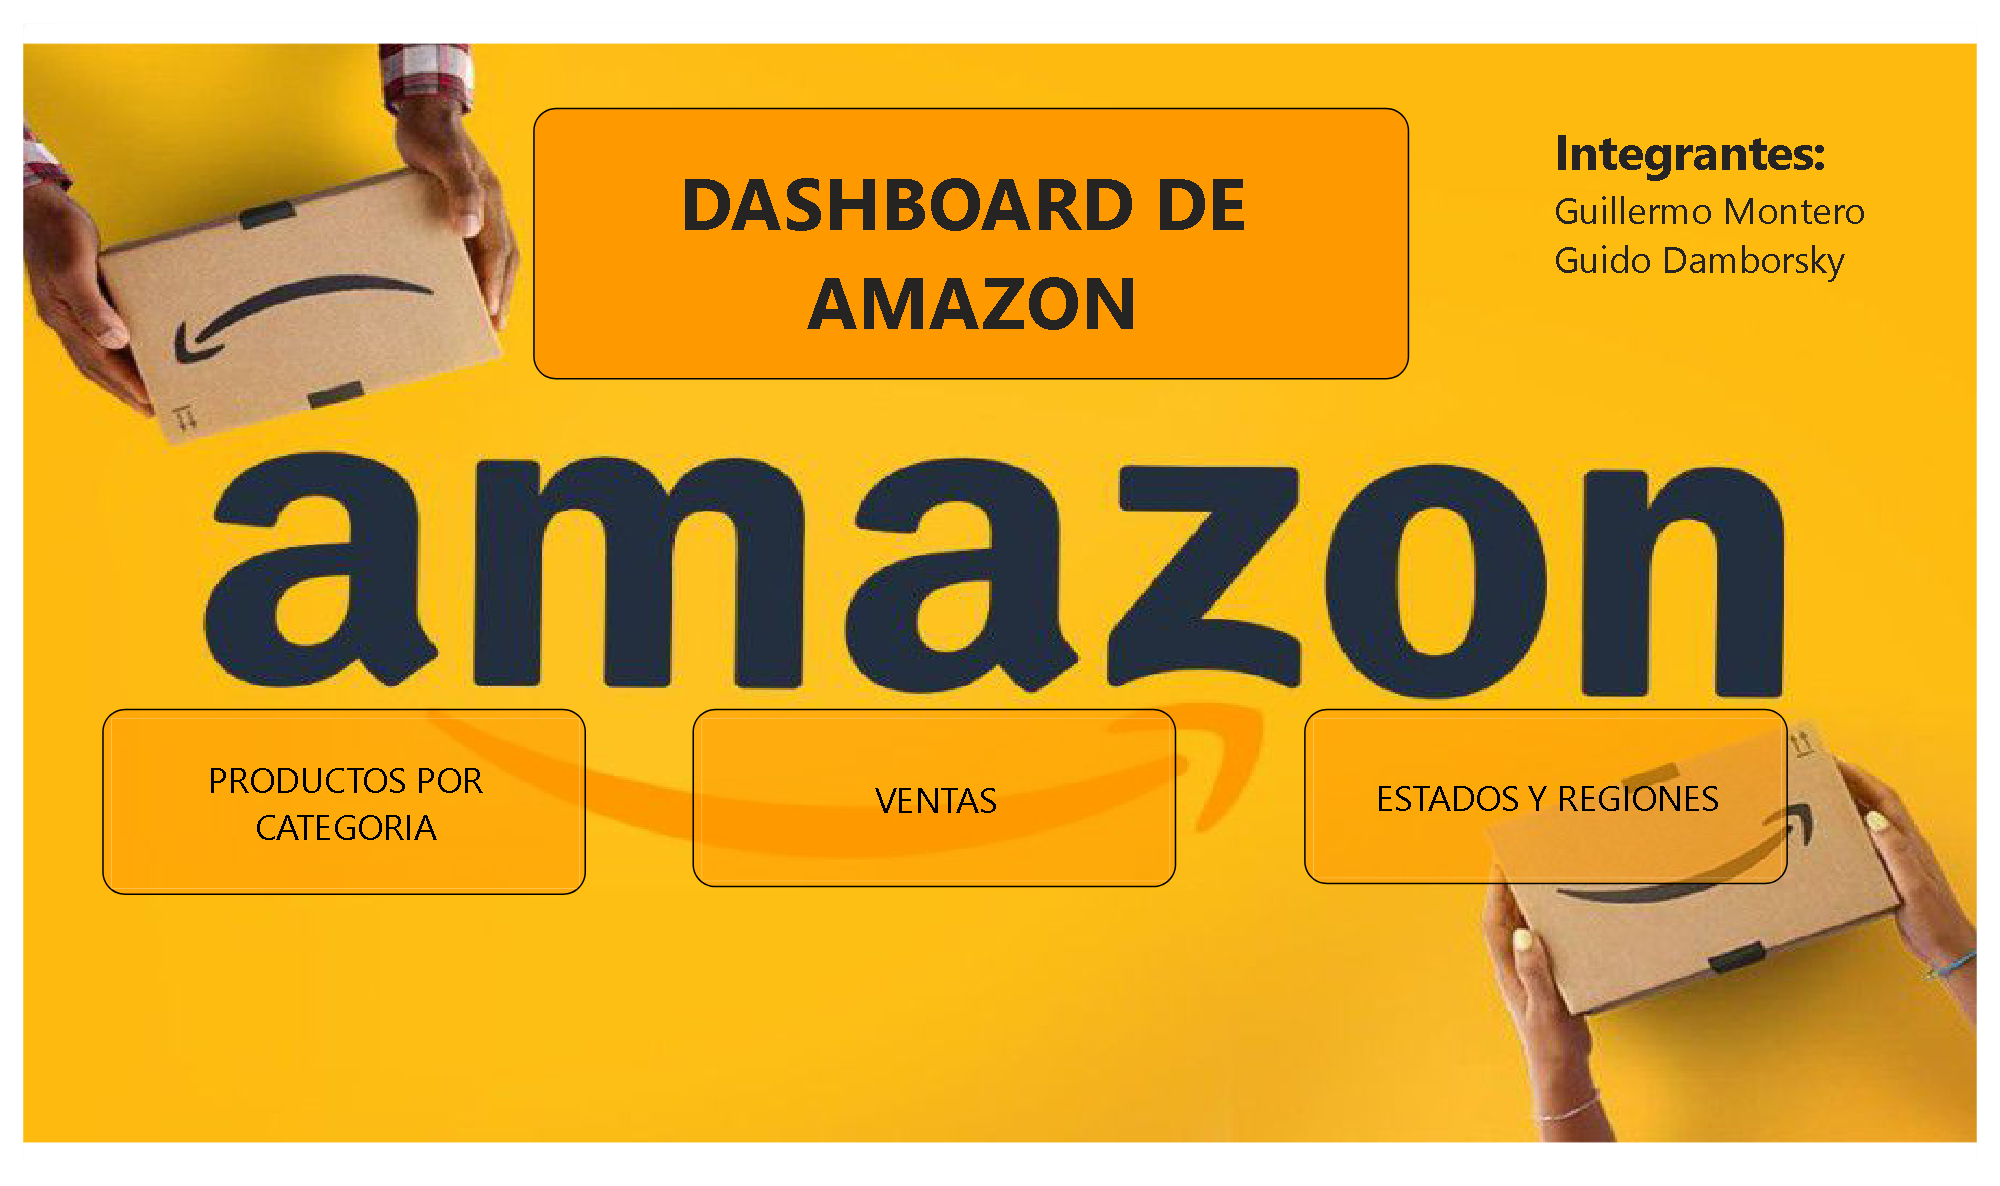 DASHBOARD DE
AMAZON
Integrantes:
Guillermo Montero
Guido Damborsky
amazon
PRODUCTOS POR
CATEGORIA
VENTAS
ESTADOS Y REGIONES